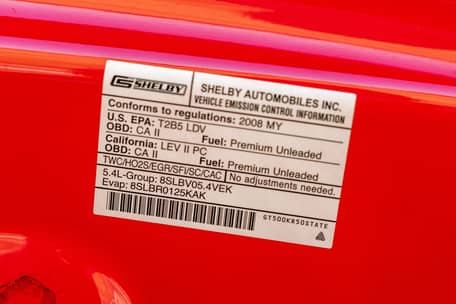 SHELBY
SHELBY AUTOMOBILES INC.
VEHICLE EMISSION CONTROL INFORMATION
Conforms to regulations: 2008 MY
U.S. EPA: T2B5 LDV
OBD: CA II Fuel: Premium Unleaded
California: LEV II PC
OBD: CA II Fuel: Premium Unleaded
TWC/HO2S/EGR/SFI/SC/CAC No adjustments needed.
5.4L-Group: 8SLBV05.4VEK
Evap: 8SLBR0125KAK
GT500K850STATE